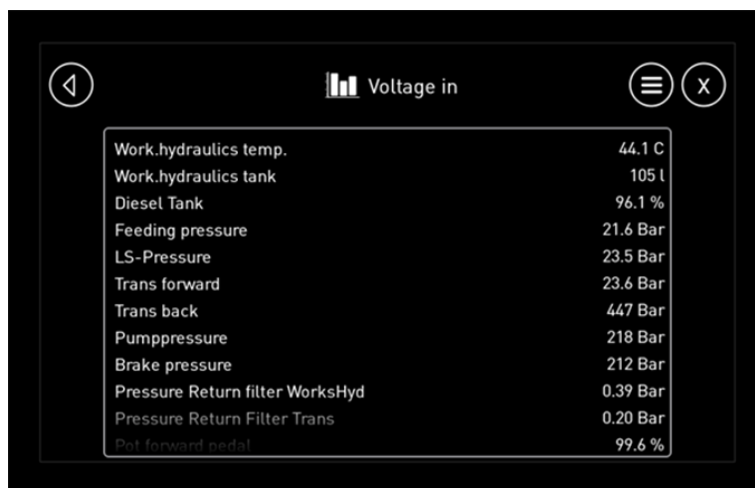 Voltage in
X
Work.hydraulics temp. 44.1 C
Work.hydraulics tank 105 l
Diesel Tank 96.1 %
Feeding pressure 21.6 Bar
LS-Pressure 23.5 Bar
Trans forward 23.6 Bar
Trans back 447 Bar
Pumppressure 218 Bar
Brake pressure 212 Bar
Pressure Return filter WorksHyd 0.39 Bar
Pressure Return Filter Trans 0.20 Bar
Pot forward pedal 99.6 %